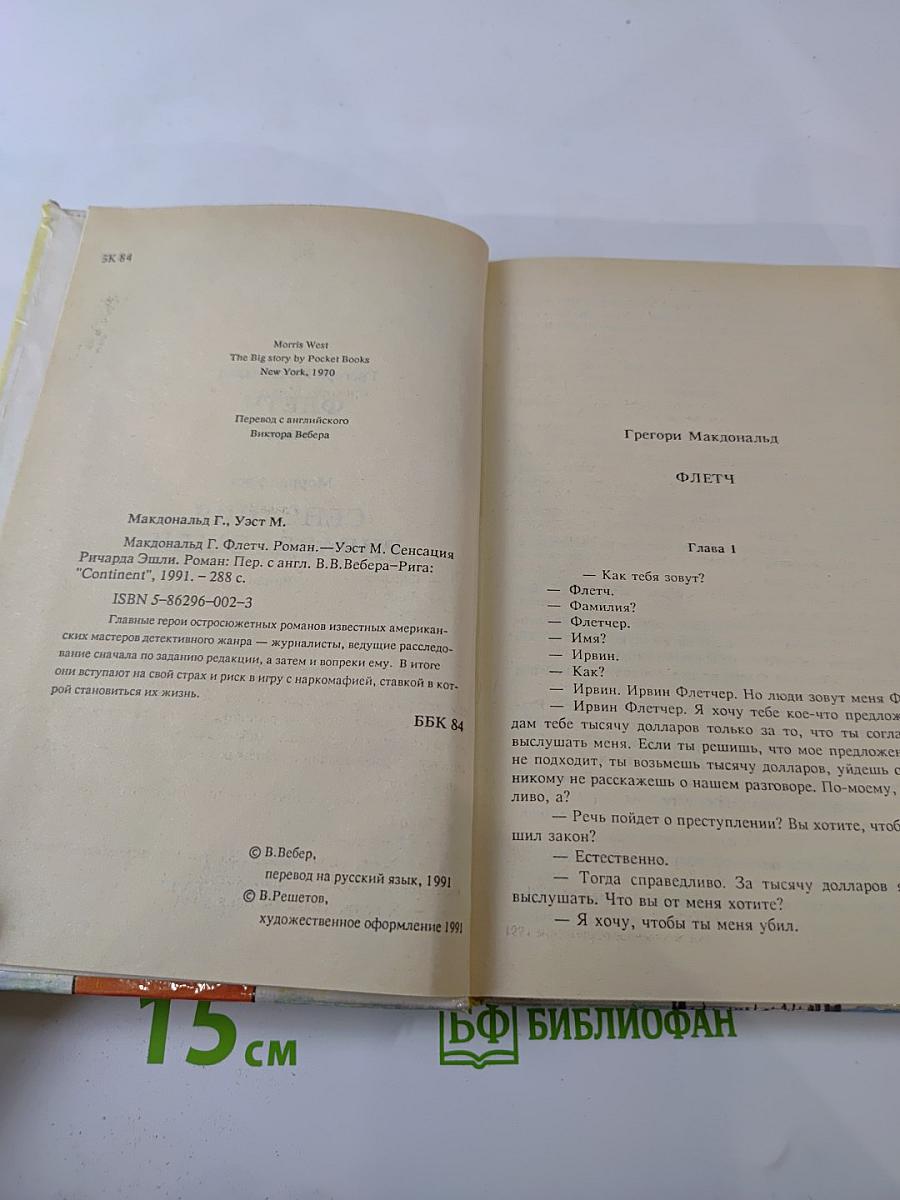 БК 84
Morris West
The Big story by Pocket Books
New York, 1970
Перевод с английского
Виктора Вебера
Макдональд Г., Уэст М.
Макдональд Г. Флетч. Роман.—Уэст М. Сенсация
Ричарда Эшли. Роман: Пер. с англ. В.В.Вебера–Рига:
"Continent", 1991. – 288 с.
ISBN 5–86296–002–3
Главные герои остросюжетных романов известных американ-
ских мастеров детективного жанра — журналисты, ведущие расследо-
вание сначала по заданию редакции, а затем и вопреки ему. В итоге
они вступают на свой страх и риск в игру с наркомафией, ставкой в кот-
рой становиться их жизнь.
ББК 84
© В.Вебер,
перевод на русский язык, 1991
© В.Решетов,
художественное оформление 1991
Грегори Макдональд
ФЛЕТЧ
Глава 1
— Как тебя зовут?
— Флетч.
— Фамилия?
— Флетчер.
— Имя?
— Ирвин.
— Как?
— Ирвин. Ирвин Флетчер. Но люди зовут меня Ф
— Ирвин Флетчер. Я хочу тебе кое-что предлож
дам тебе тысячу долларов только за то, что ты согла
выслушать меня. Если ты решишь, что мое предложен
не подходит, ты возьмешь тысячу долларов, уйдешь
никому не расскажешь о нашем разговоре. По-моему,
ливо, а?
— Речь пойдет о преступлении? Вы хотите, чтоб
шил закон?
— Естественно.
— Тогда справедливо. За тысячу долларов я
выслушать. Что вы от меня хотите?
— Я хочу, чтобы ты меня убил.
15 см
БФ БИБЛИОФАН